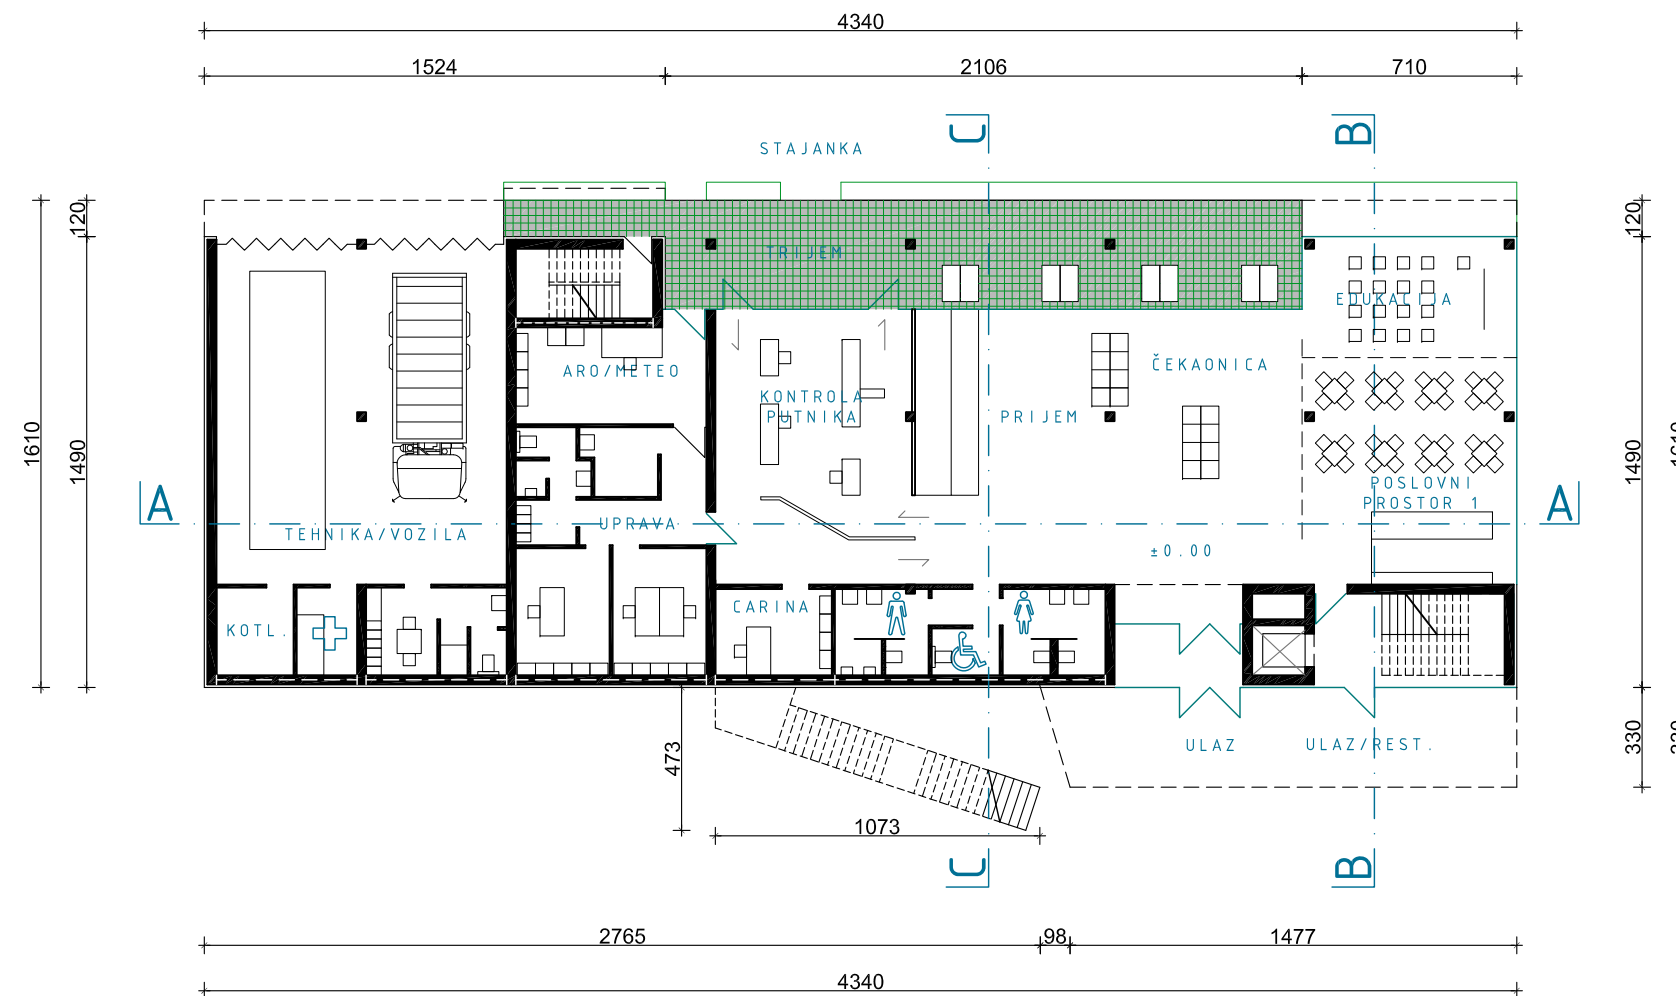 4340
1524
2106
710
C
B
STAJANKA
120
120
TRIJEM
EDUKACIJA
ARO/METEO
ČEKAONICA
KONTROLA
PUTNIKA
PRIJEM
1610
1490
1490
1610
POSLOVNI
PROSTOR 1
A
A
TEHNIKA/VOZILA
UPRAVA
±0.00
KOTL.
CARINA
ULAZ
ULAZ/REST.
473
330
330
1073
C
B
2765
98
1477
4340